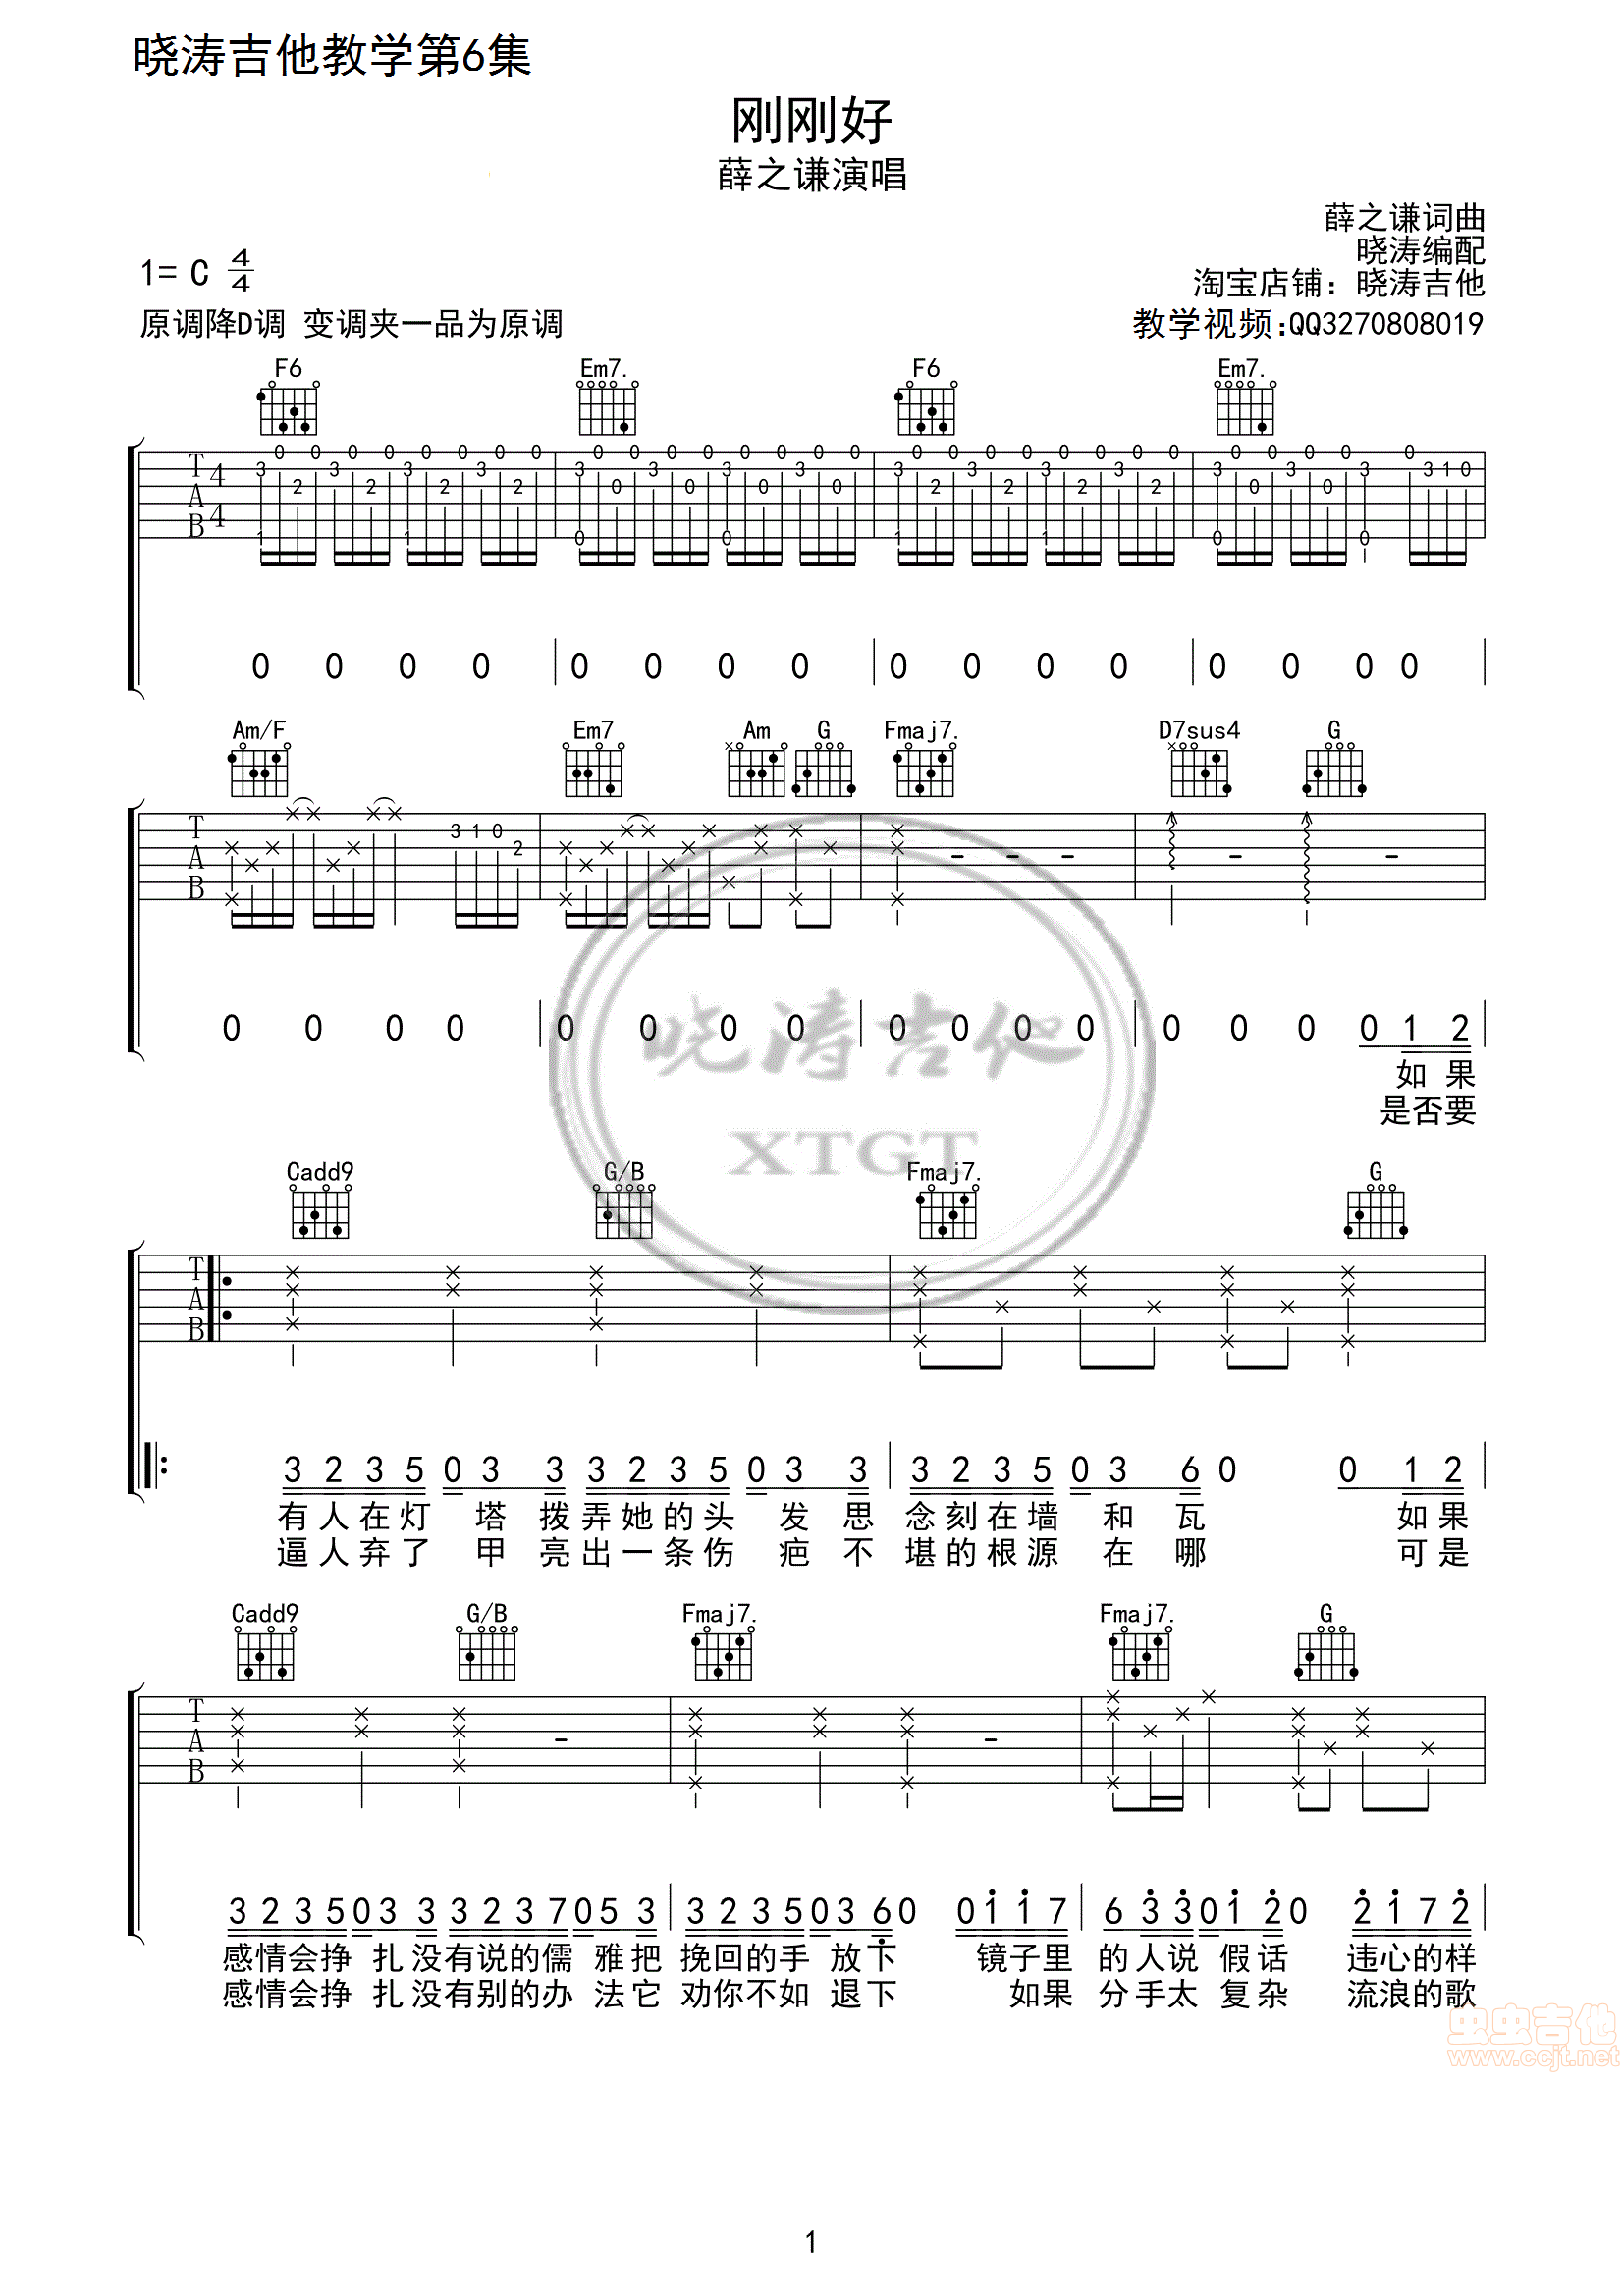 晓涛吉他教学第6集
刚刚好
薛之谦演唱
薛之谦词曲
晓涛编配
1= C 4/4
淘宝店铺：晓涛吉他
原调降D调 变调夹一品为原调
教学视频:QQ3270808019
F6 Em7. F6 Em7.
T A B 4 4
0 0 0 0 0 0 0 0 0 0 0 0 0 0 0 0
Am/F Em7 Am G Fmaj7. D7sus4 G
T A B
0 0 0 0 0 0 0 0 0 0 0 0 0 0 0 0 1 2
如 果
是否要
晓涛吉他
XTGT
Cadd9 G/B Fmaj7. G
T A B
3 2 3 5 0 3 3 3 2 3 5 0 3 3 3 2 3 5 0 3 6 0 0 1 2
有人在灯 塔 拨弄她的头 发 思 念刻在墙 和 瓦 如果
逼人弃了 甲 亮出一条伤 疤 不 堪的根源 在 哪 可是
Cadd9 G/B Fmaj7. Fmaj7. G
T A B
3 2 3 5 0 3 3 3 2 3 7 0 5 3 3 2 3 5 0 3 6 0 0 1 1 7 6 3 3 0 1 2 0 2 1 7 2
感情会挣 扎没有说的儒 雅把 挽回的手 放下 镜子里 的人说 假话 违心的样
感情会挣 扎没有别的办 法它 劝你不如 退下 如果 分手太 复杂 流浪的歌
虫虫吉他
www.ccjt.net
1